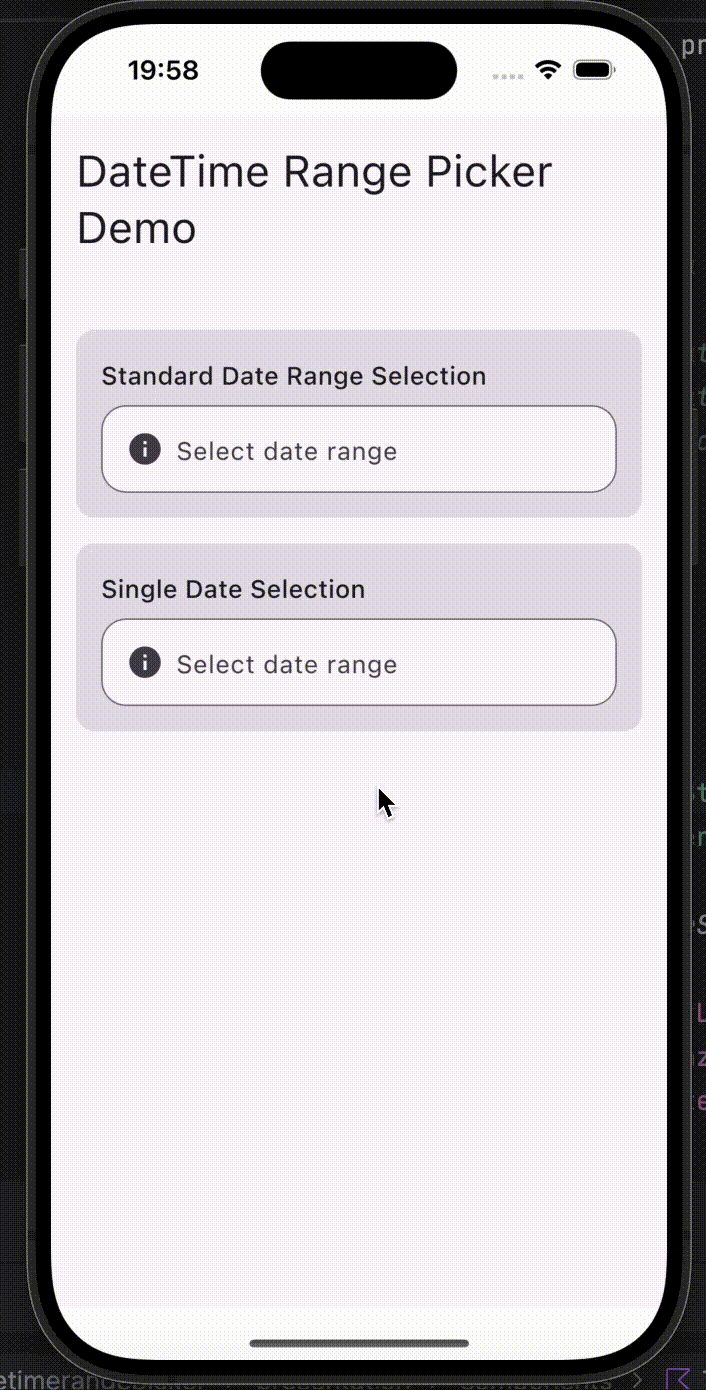 19:58
DateTime Range Picker
Demo
Standard Date Range Selection
Select date range
Single Date Selection
Select date range